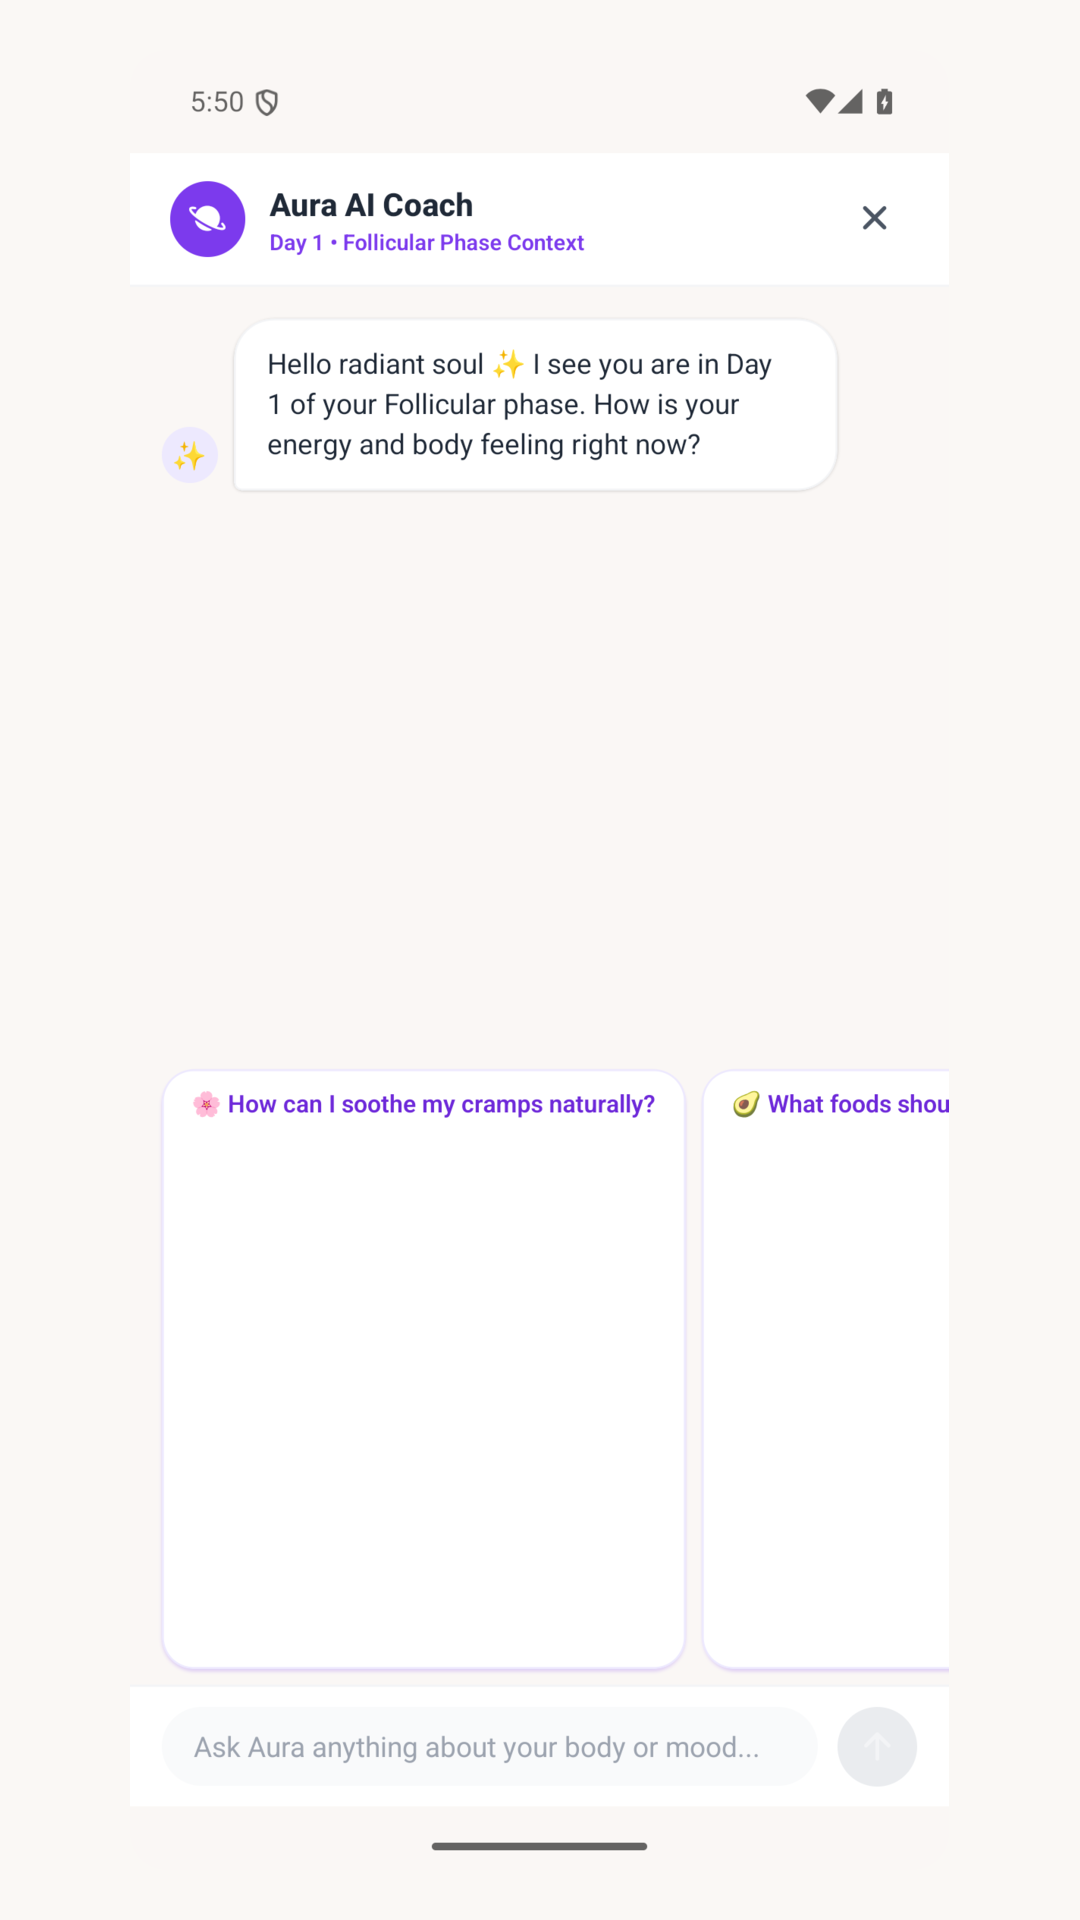 5:50
Aura AI Coach
Day 1 • Follicular Phase Context
Hello radiant soul ✨ I see you are in Day
1 of your Follicular phase. How is your
energy and body feeling right now?
✨
🌸 How can I soothe my cramps naturally?
🥑 What foods shou
Ask Aura anything about your body or mood...